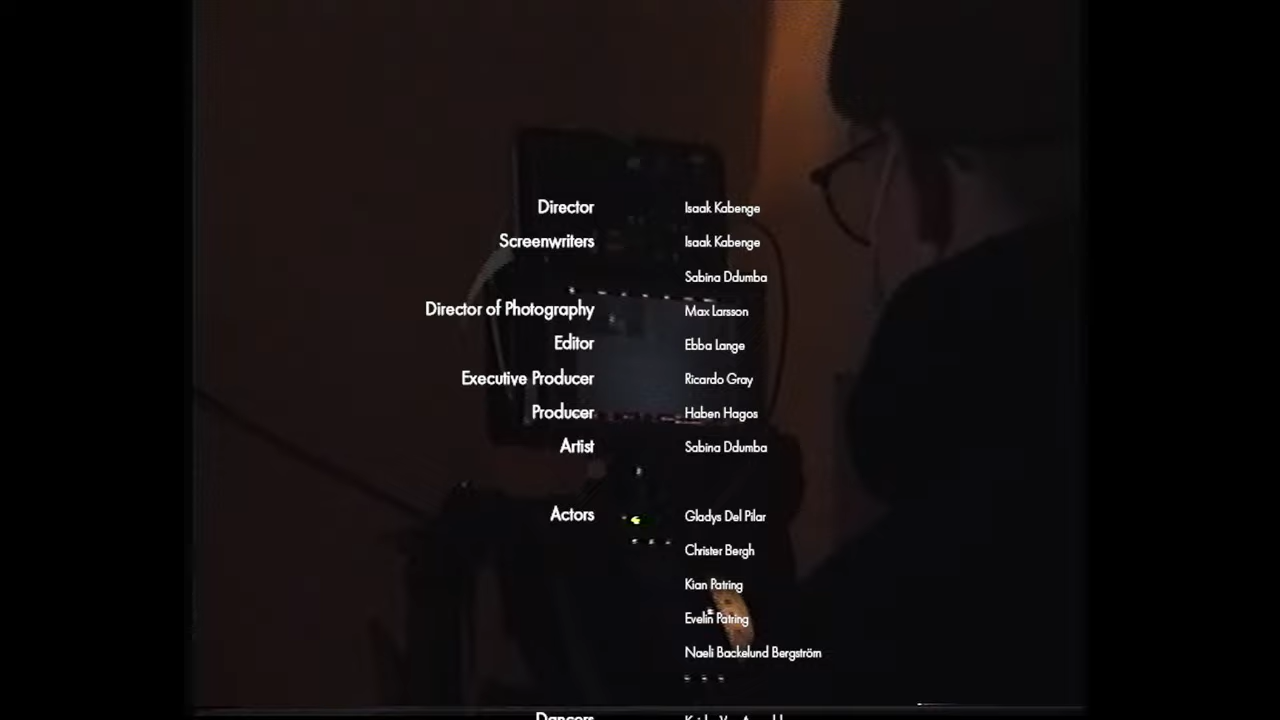 Director Isaak Kabenge
Screenwriters Isaak Kabenge
Sabina Ddumba
Director of Photography Max Larsson
Editor Ebba Lange
Executive Producer Ricardo Gray
Producer Haben Hagos
Artist Sabina Ddumba
Actors Gladys Del Pilar
Christer Bergh
Kian Patring
Evelin Patring
Naeli Backelund Bergström
Dancers